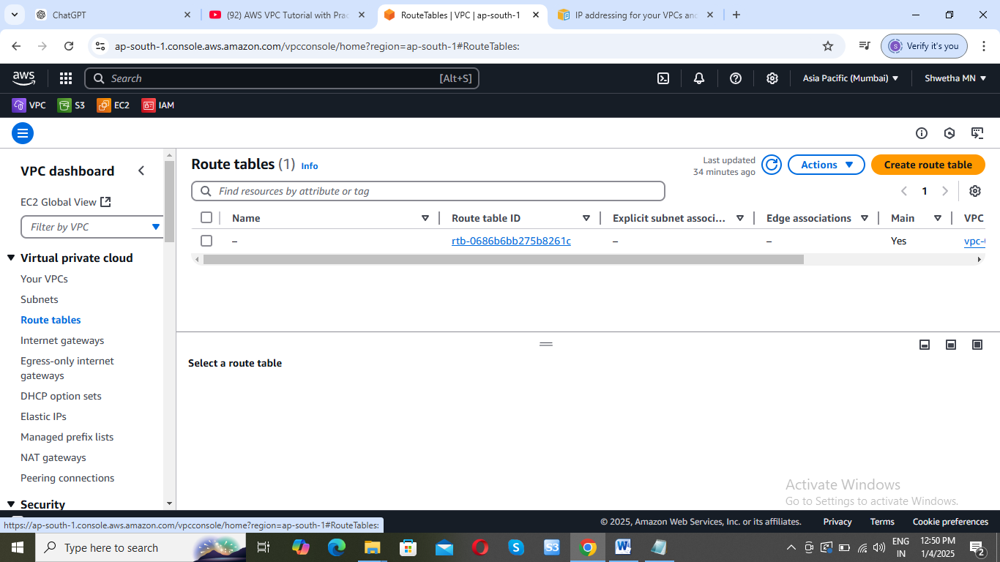 ChatGPT
(92) AWS VPC Tutorial with Prac
RouteTables | VPC | ap-south-1
IP addressing for your VPCs and
ap-south-1.console.aws.amazon.com/vpcconsole/home?region=ap-south-1#RouteTables:
S
Verify it's you
aws
Search
[Alt+S]
Asia Pacific (Mumbai)
Shwetha MN
VPC
S3
EC2
IAM
VPC dashboard
EC2 Global View
Filter by VPC
Virtual private cloud
Your VPCs
Subnets
Route tables
Internet gateways
Egress-only internet
gateways
DHCP option sets
Elastic IPs
Managed prefix lists
NAT gateways
Peering connections
Security
Route tables (1) Info
Last updated
34 minutes ago
Actions
Create route table
Find resources by attribute or tag
1
Name
Route table ID
Explicit subnet associ...
Edge associations
Main
VPC
–
rtb-0686b6bb275b8261c
–
–
Yes
vpc-
Select a route table
Activate Windows
Go to Settings to activate Windows.
https://ap-south-1.console.aws.amazon.com/vpcconsole/home?region=ap-south-1#RouteTables:
© 2025, Amazon Web Services, Inc. or its affiliates.
Privacy
Terms
Cookie preferences
Type here to search
S3
ENG
IN
12:50 PM
1/4/2025
2